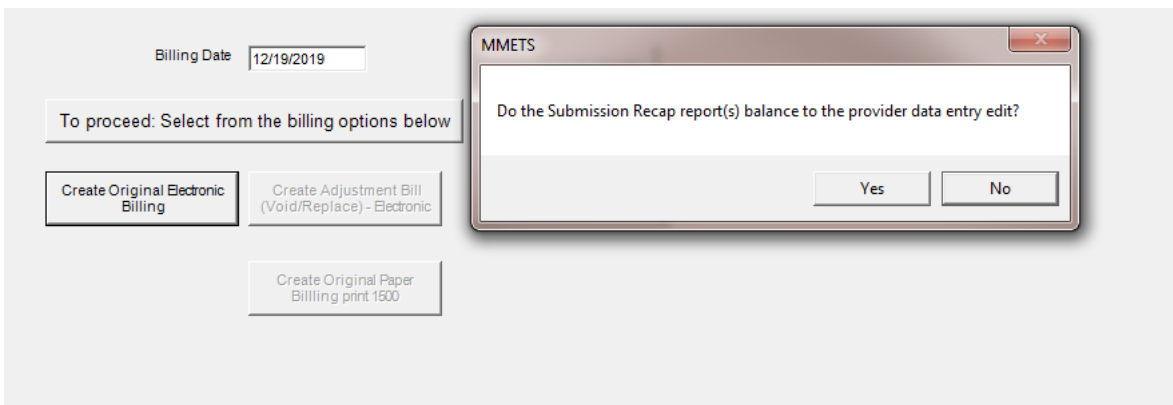 Billing Date 12/19/2019
To proceed: Select from the billing options below
Create Original Electronic
Billing
Create Adjustment Bill
(Void/Replace) - Electronic
Create Original Paper
Billling print 1500
MMETS
Do the Submission Recap report(s) balance to the provider data entry edit?
Yes
No